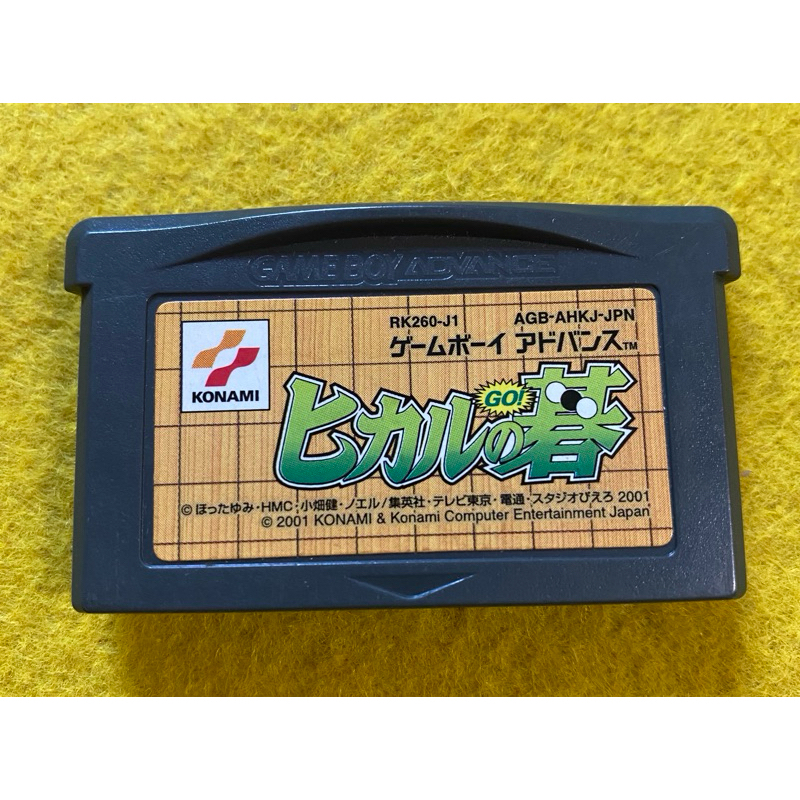 GAME BOY ADVANCE
RK260-J1 AGB-AHKJ-JPN
ゲームボーイ アドバンス™
KONAMI
GO!
ヒカルの碁
©ほったゆみ・HMC・小畑健・ノエル/集英社・テレビ東京・電通・スタジオぴえろ 2001
© 2001 KONAMI & Konami Computer Entertainment Japan